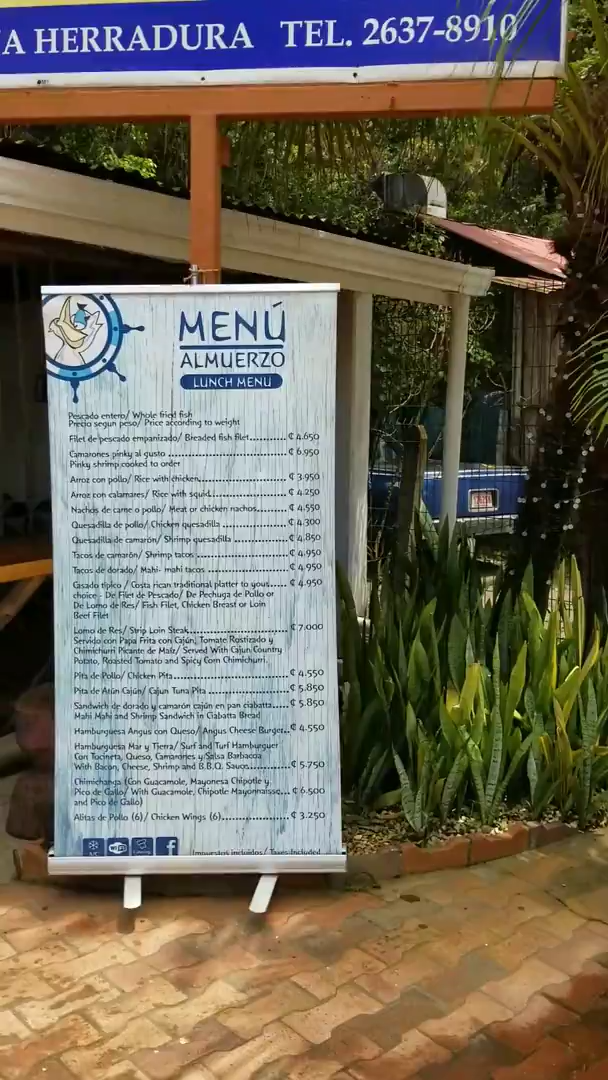 A HERRADURA TEL. 2637-8910
MENÚ
ALMUERZO
LUNCH MENU
Pescado entero/ Whole fried fish
Precio segun peso/ Price according to weight
Filet de pescado empanizado/ Breaded fish filet.......... ₡ 4.650
Camarones pinky al gusto .......... ₡ 6.950
Pinky shrimp cooked to order
Arroz con pollo/ Rice with chicken.......... ₡ 3.950
Arroz con calamares/ Rice with squid.......... ₡ 4.250
Nachos de carne o pollo/ Meat or chicken nachos.......... ₡ 4.550
Quesadilla de pollo/ Chicken quesadilla .......... ₡ 4.300
Quesadilla de camarón/ Shrimp quesadilla .......... ₡ 4.850
Tacos de camarón/ Shrimp tacos .......... ₡ 4.950
Tacos de dorado/ Mahi- mahi tacos .......... ₡ 4.950
Casado típico / Costa rican traditional platter to yous.......... ₡ 4.950
choice - De Filet de Pescado/ De Pechuga de Pollo or
De Lomo de Res/ Fish Filet, Chicken Breast or Loin
Beef Filet
Lomo de Res/ Strip Loin Steak.......... ₡ 7.000
Servido con Papa Frita con Cajún, Tomate Rostizado y
Chimichurri Picante de Maíz/ Served With Cajun Country
Potato, Roasted Tomato and Spicy Corn Chimichurri.
Pita de Pollo/ Chicken Pita.......... ₡ 4.550
Pita de Atún Cajún/ Cajun Tuna Pita .......... ₡ 5.850
Sandwich de dorado y camarón cajún en pan ciabatta.. ₡ 5.850
Mahi Mahi and Shrimp Sandwich in Ciabatta Bread
Hamburguesa Angus con Queso/ Angus Cheese Burger.. ₡ 4.550
Hamburguesa Mar y Tierra/ Surf and Turf Hamburguer
Con Tocineta, Queso, Camarones y Salsa Barbacoa
With Bacon, Cheese, Shrimp and B.B.Q. Sauce.......... ₡ 5.750
Chimichanga (Con Guacamole, Mayonesa Chipotle y
Pico de Gallo/ With Guacamole, Chipotle Mayonnaisse... ₡ 6.500
and Pico de Gallo)
Alitas de Pollo (6)/ Chicken Wings (6).......... ₡ 3.250
A/C WiFi f Impuestos incluidos/ Taxes Included